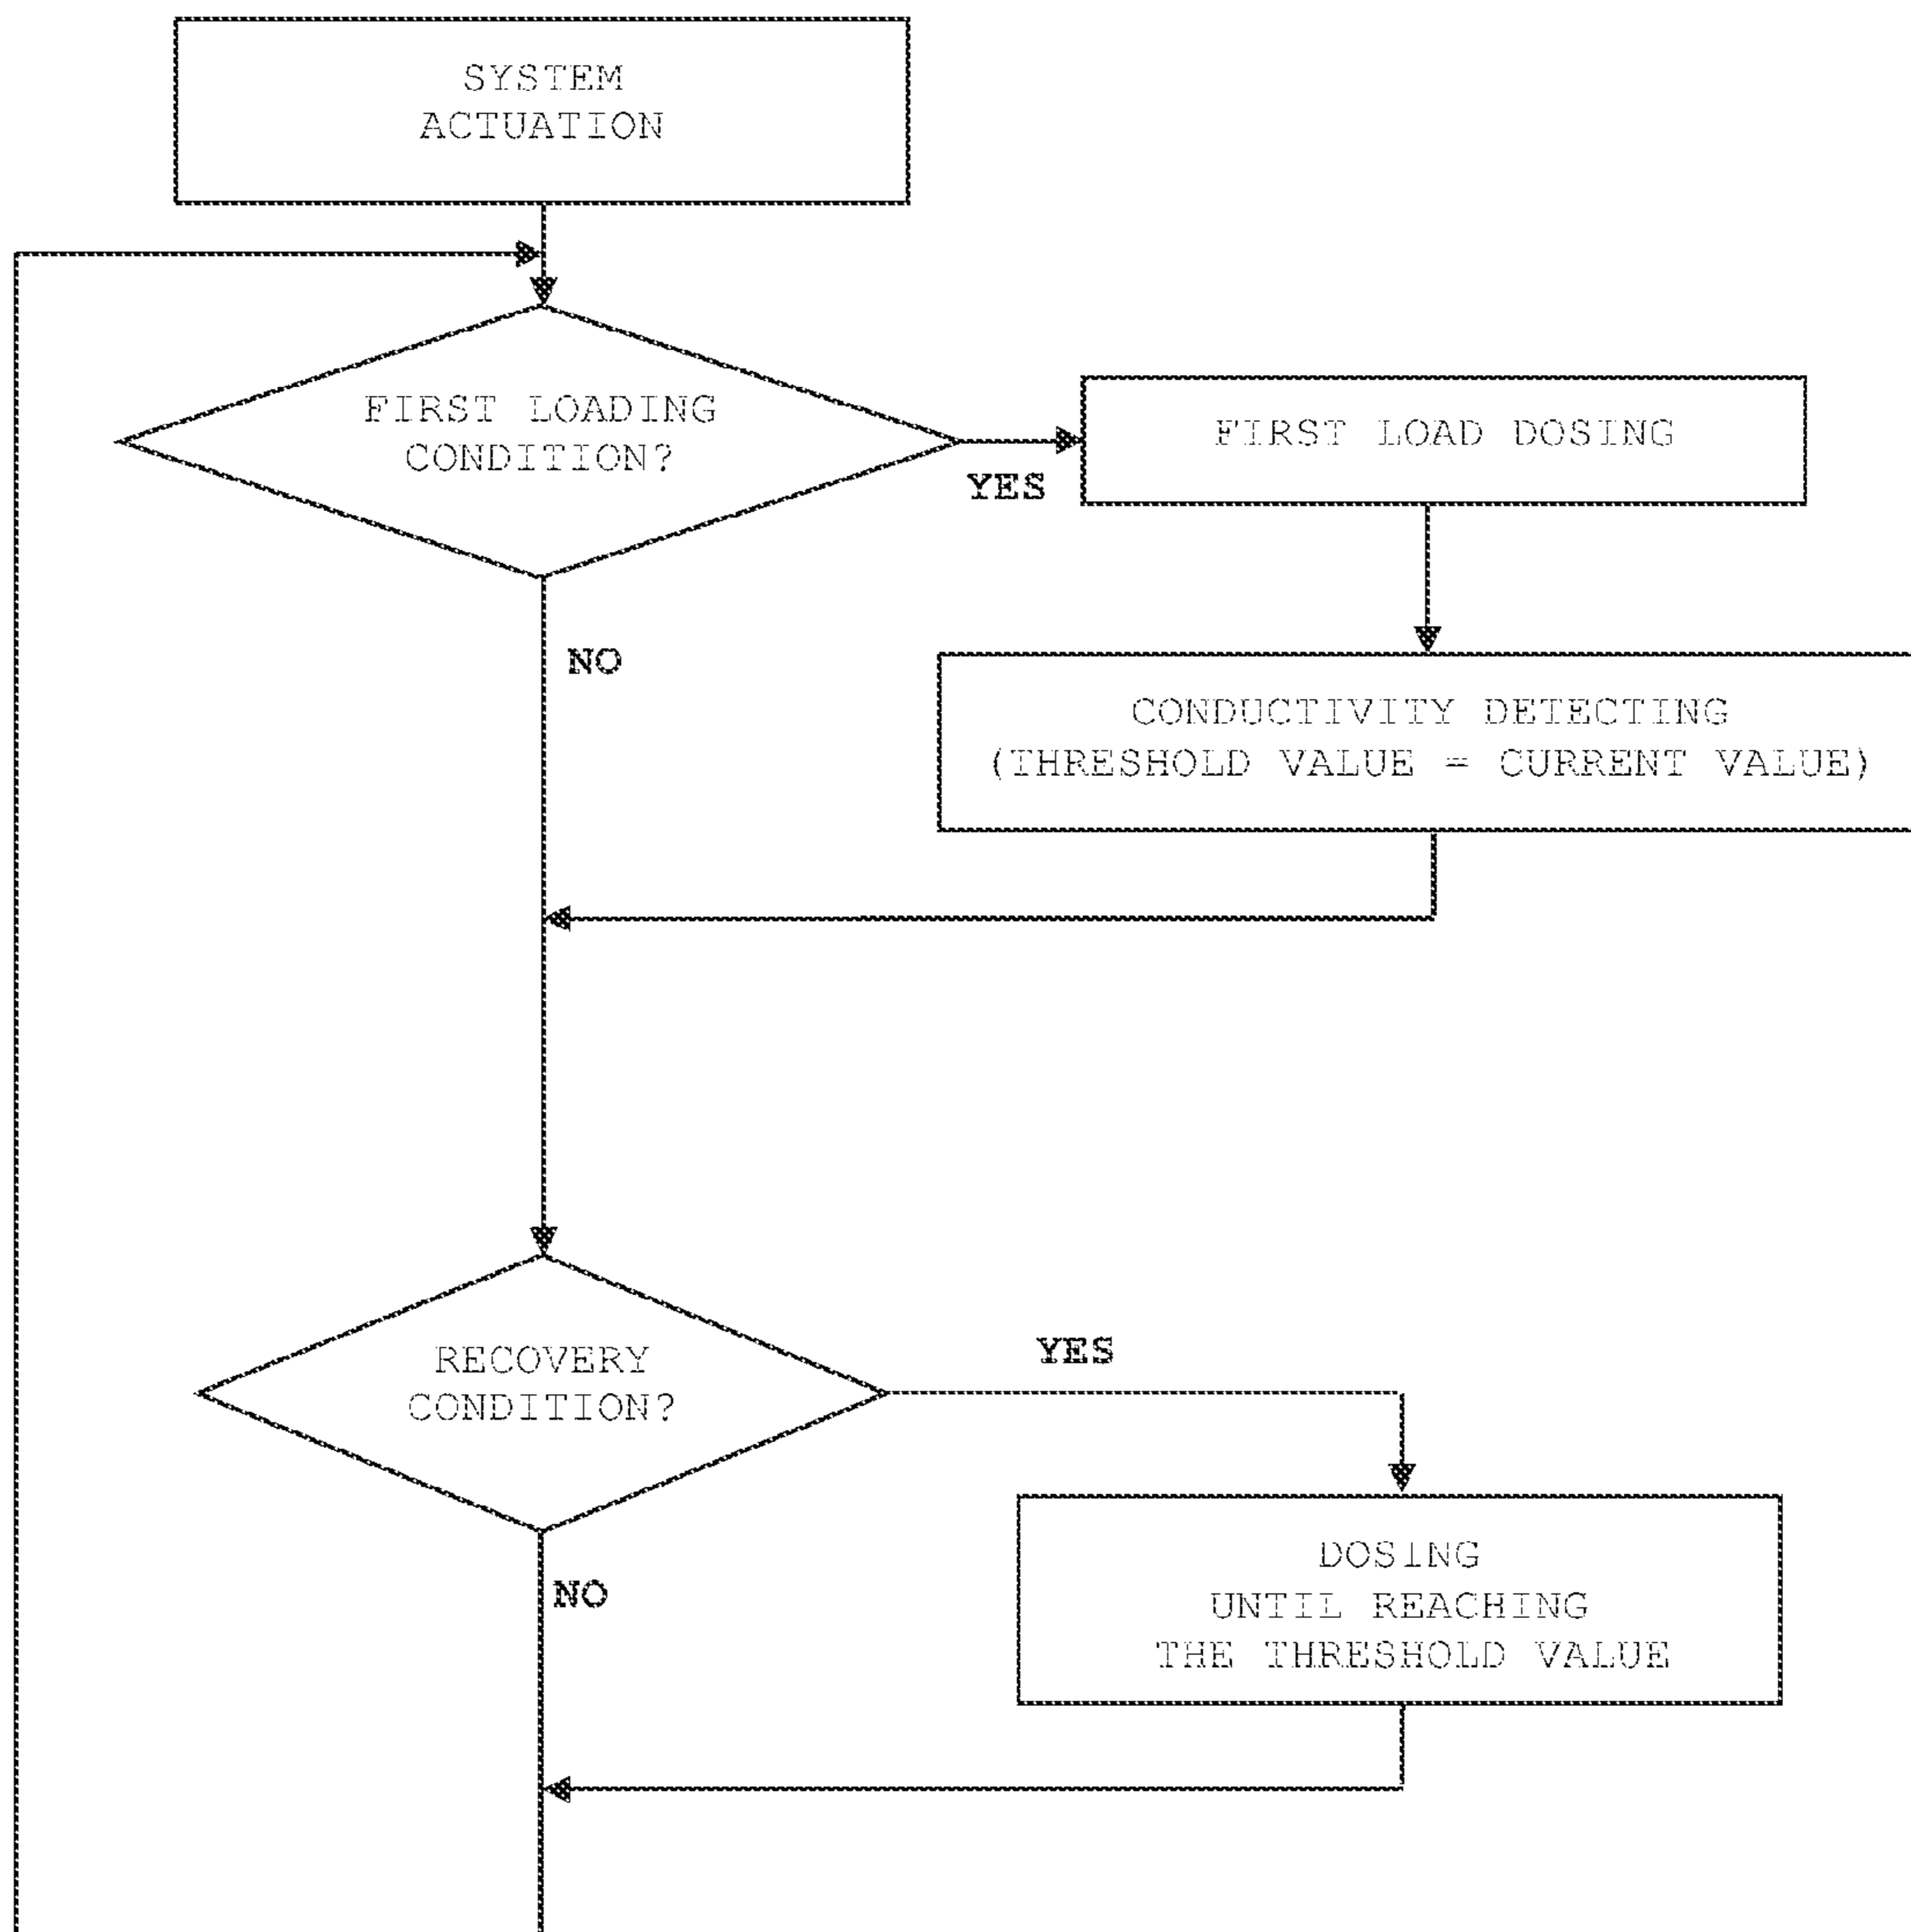 SYSTEM
ACTUATION
FIRST LOADING
CONDITION?
YES
FIRST LOAD DOSING
NO
CONDUCTIVITY DETECTING
(THRESHOLD VALUE = CURRENT VALUE)
RECOVERY
CONDITION?
YES
NO
DOSING
UNTIL REACHING
THE THRESHOLD VALUE